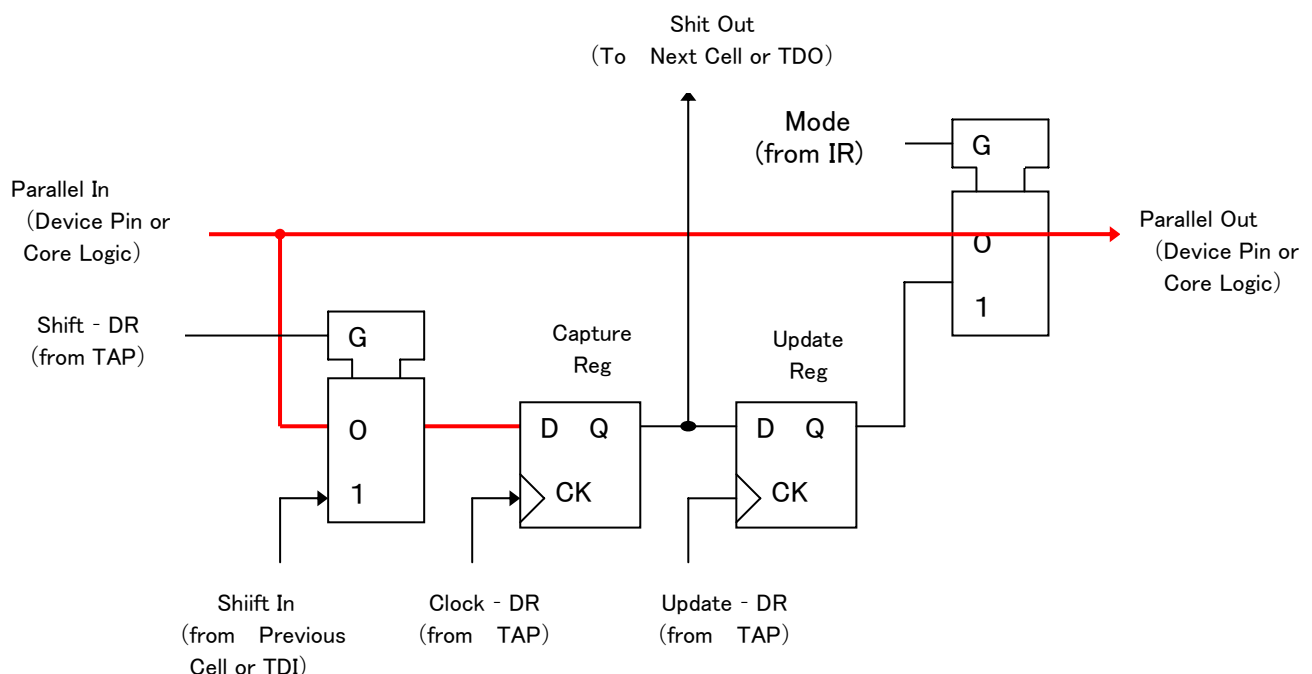 Shit Out
（To　Next Cell or TDO）
Mode
(from IR)
G
Parallel In
（Device Pin or
Core Logic）
0
1
Parallel Out
（Device Pin or
Core Logic）
Shift‐DR
（from TAP）
G
0
1
Capture
Reg
D Q
CK
Update
Reg
D Q
CK
Shiift In
（from　Previous
Cell or TDI）
Clock‐DR
（from　TAP）
Update‐DR
（from　TAP）